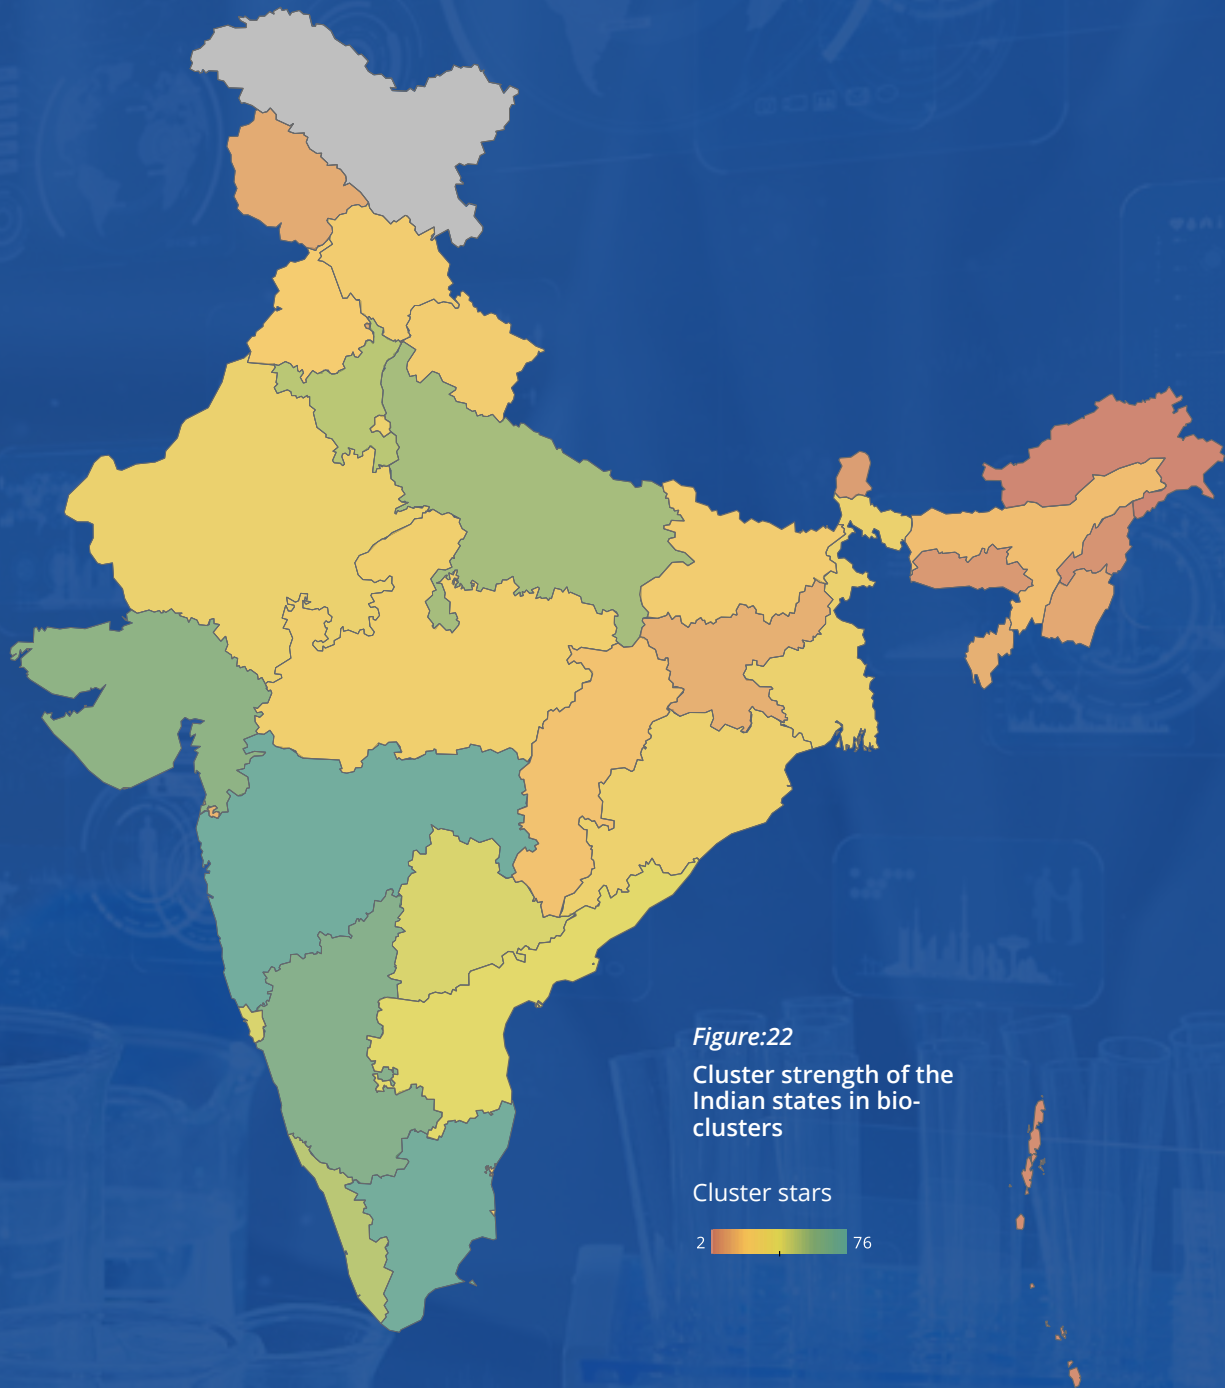 Figure:22
Cluster strength of the
Indian states in bio-
clusters
Cluster stars
2 76